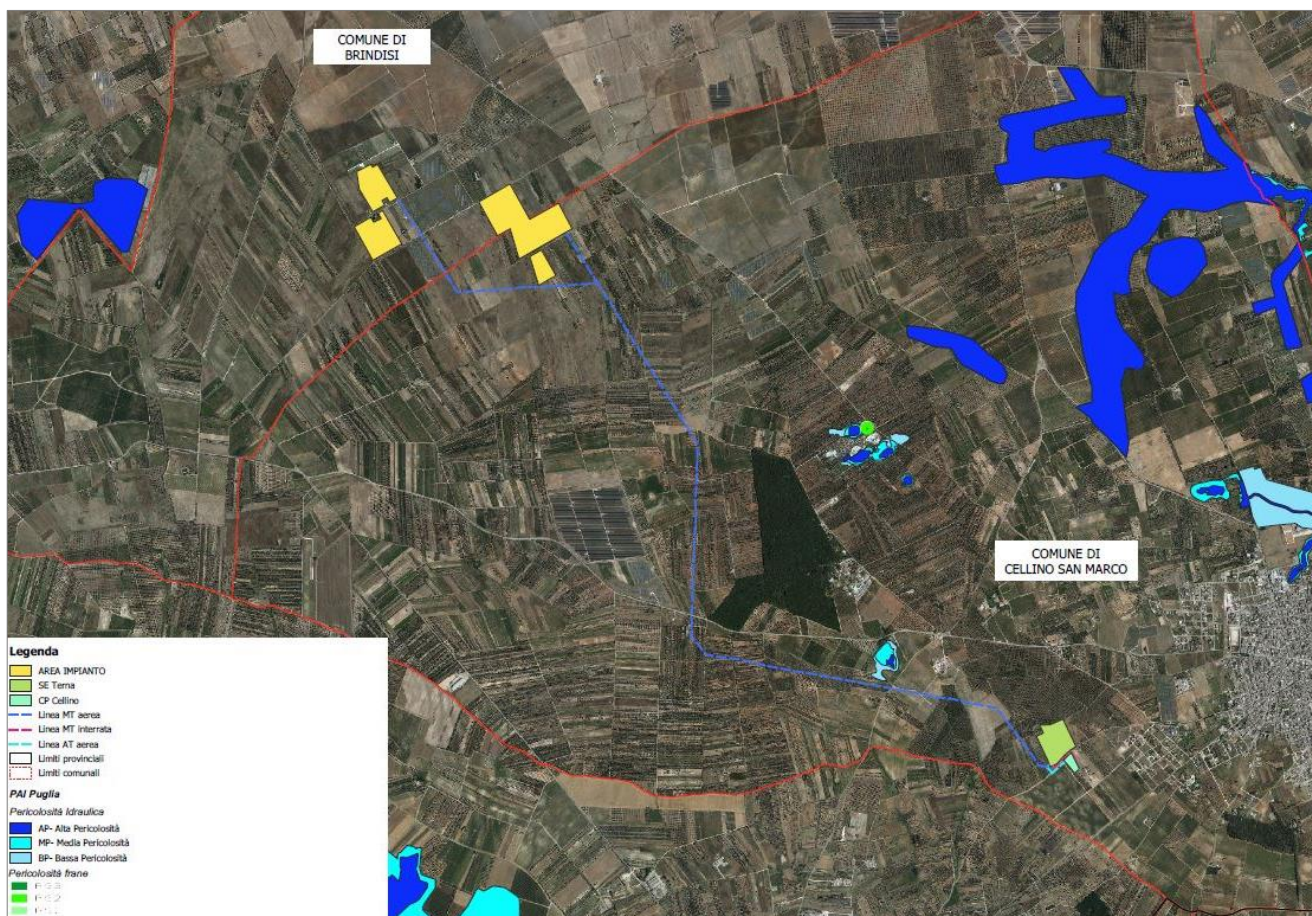 COMUNE DI
BRINDISI
COMUNE DI
CELLINO SAN MARCO
Legenda
AREA IMPIANTO
SE Terna
CP Cellino
Linea MT aerea
Linea MT interrata
Linea AT aerea
Limiti provinciali
Limiti comunali
PAI Puglia
Pericolosità idraulica
AP- Alta Pericolosità
MP- Media Pericolosità
BP- Bassa Pericolosità
Pericolosità frane